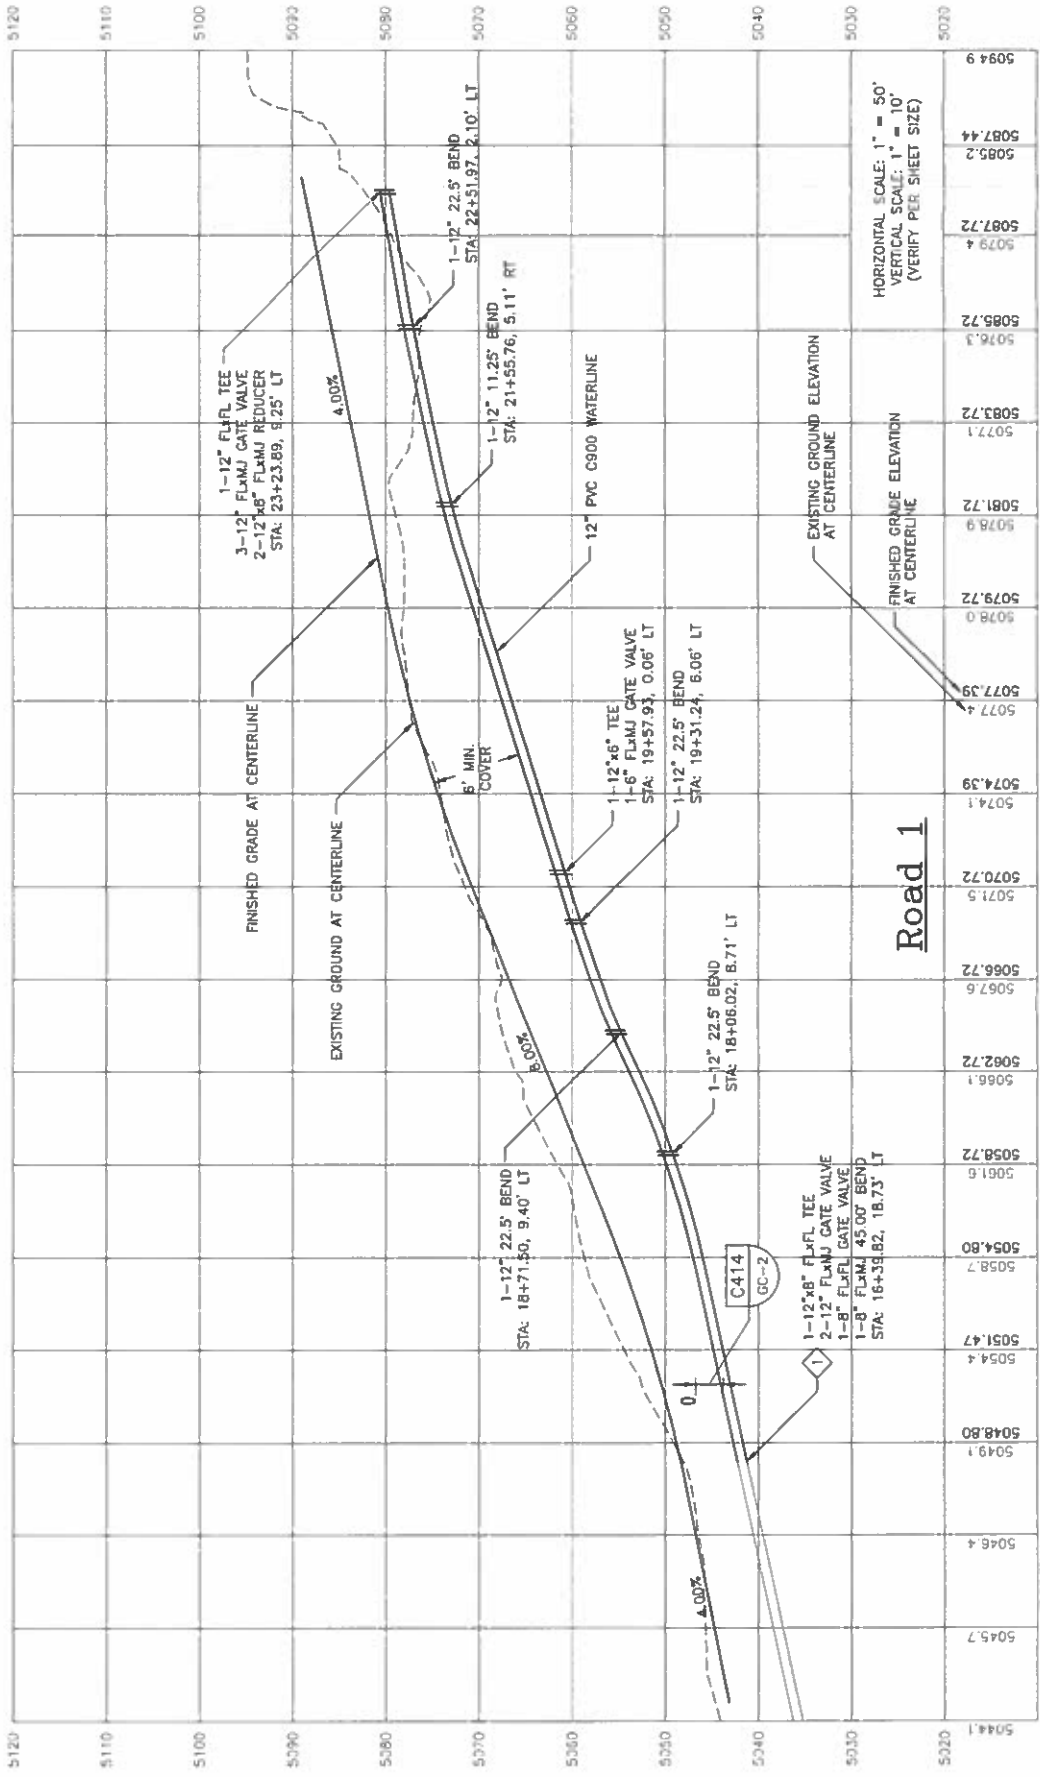 5120
5110
5100
5090
5080
5070
5060
5050
5040
5030
5020
1-12" FLxFL TEE
3-12" FLxMJ GATE VALVE
2-12"x8" FLxMJ REDUCER
STA: 23+23.89, 9.25' LT
FINISHED GRADE AT CENTERLINE
EXISTING GROUND AT CENTERLINE
4.00%
1-12" 22.5° BEND
STA: 22+51.97, 2.10' LT
1-12" 11.25° BEND
STA: 21+55.76, 5.11' RT
12" PVC C900 WATERLINE
6' MIN.
COVER
1-12"x6" TEE
1-6" FLxMJ GATE VALVE
STA: 19+57.93, 0.06' LT
1-12" 22.5° BEND
STA: 19+31.24, 6.06' LT
8.00%
1-12" 22.5° BEND
STA: 18+71.50, 9.40' LT
1-12" 22.5° BEND
STA: 18+06.02, 8.71' LT
C414
GC-2
0
1
1-12"x8" FLxFL TEE
2-12" FLxMJ GATE VALVE
1-8" FLxFL GATE VALVE
1-8" FLxMJ 45.00° BEND
STA: 16+39.82, 18.73' LT
4.00%
Road 1
EXISTING GROUND ELEVATION
AT CENTERLINE
FINISHED GRADE ELEVATION
AT CENTERLINE
HORIZONTAL SCALE: 1" = 50'
VERTICAL SCALE: 1" = 10'
(VERIFY PER SHEET SIZE)
5044.1
5045.7
5046.4
5049.1
5048.80
5054.4
5051.47
5058.7
5054.80
5061.6
5058.72
5066.1
5062.72
5067.6
5066.72
5071.5
5070.72
5074.1
5074.39
5077.4
5077.39
5078.0
5079.72
5078.9
5081.72
5077.1
5083.72
5076.3
5085.72
5079.4
5087.72
5085.2
5087.44
5094.9
5120
5110
5100
5090
5080
5070
5060
5050
5040
5030
5020